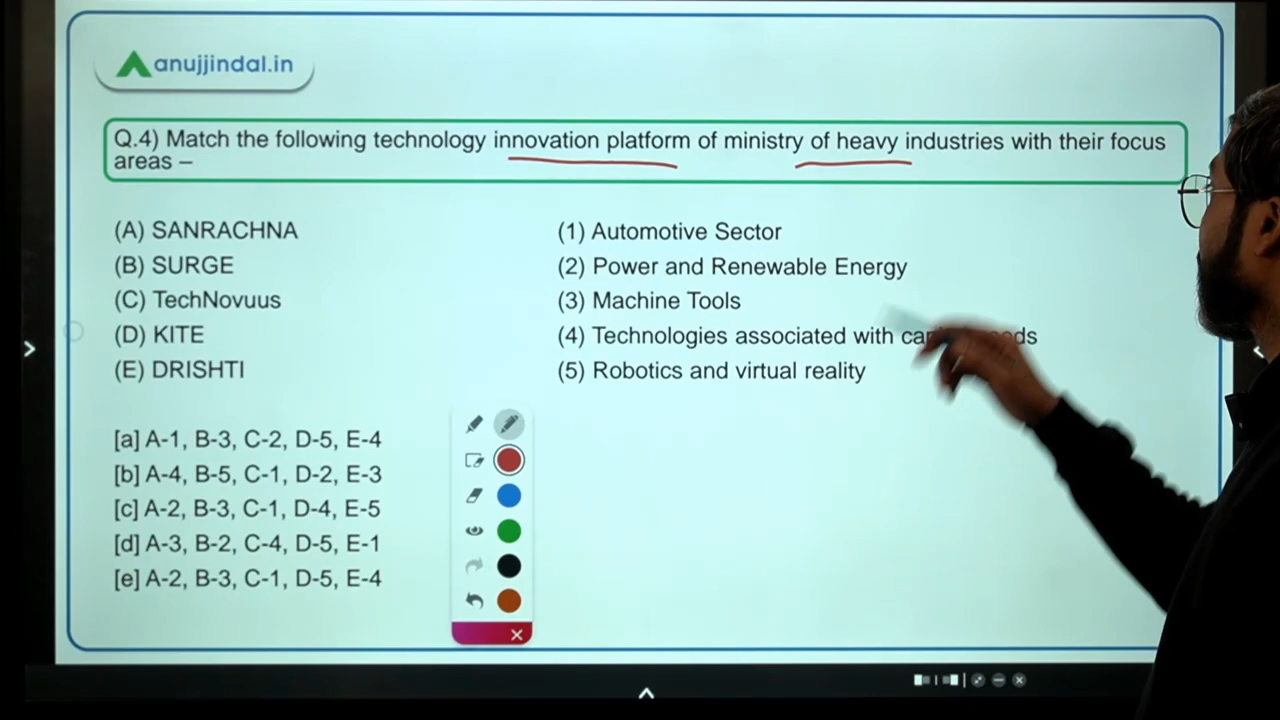 anujjindal.in
Q.4) Match the following technology innovation platform of ministry of heavy industries with their focus
areas –
(A) SANRACHNA
(B) SURGE
(C) TechNovuus
(D) KITE
(E) DRISHTI
(1) Automotive Sector
(2) Power and Renewable Energy
(3) Machine Tools
(4) Technologies associated with
(5) Robotics and virtual reality
[a] A-1, B-3, C-2, D-5, E-4
[b] A-4, B-5, C-1, D-2, E-3
[c] A-2, B-3, C-1, D-4, E-5
[d] A-3, B-2, C-4, D-5, E-1
[e] A-2, B-3, C-1, D-5, E-4